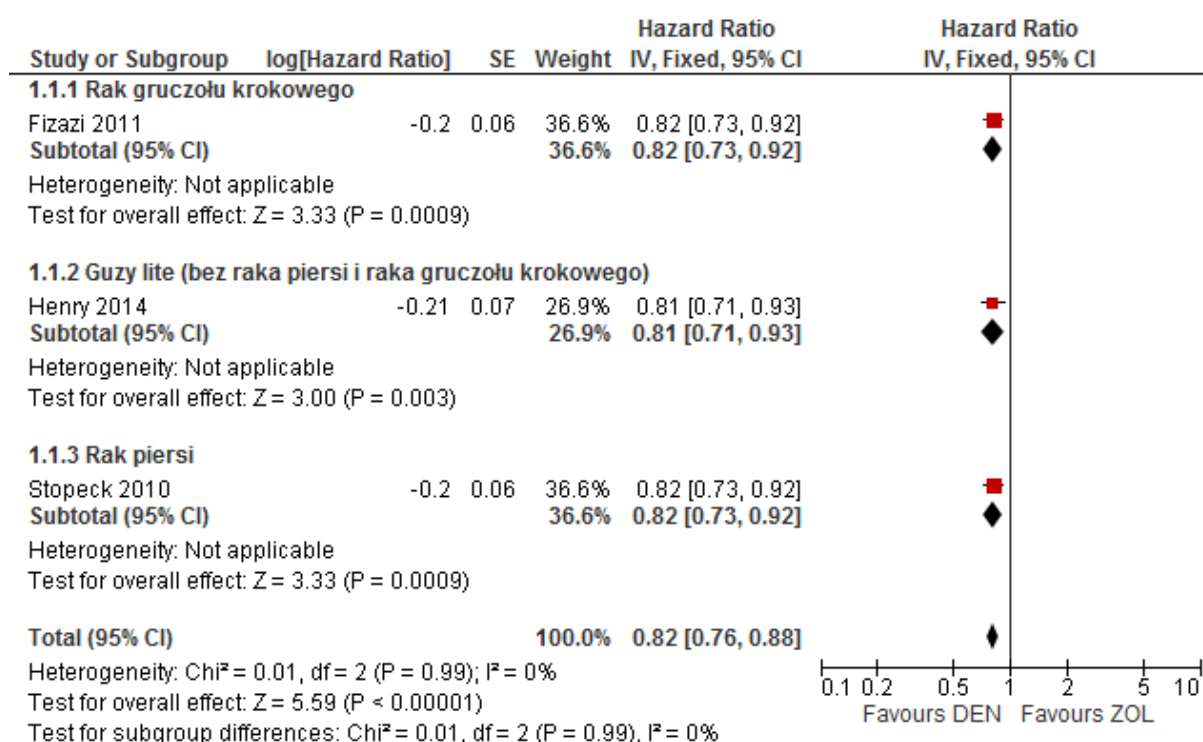 Hazard Ratio Hazard Ratio
Study or Subgroup log[Hazard Ratio] SE Weight IV, Fixed, 95% CI IV, Fixed, 95% CI
1.1.1 Rak gruczołu krokowego
Fizazi 2011 -0.2 0.06 36.6% 0.82 [0.73, 0.92]
Subtotal (95% CI) 36.6% 0.82 [0.73, 0.92]
Heterogeneity: Not applicable
Test for overall effect: Z = 3.33 (P = 0.0009)
1.1.2 Guzy lite (bez raka piersi i raka gruczołu krokowego)
Henry 2014 -0.21 0.07 26.9% 0.81 [0.71, 0.93]
Subtotal (95% CI) 26.9% 0.81 [0.71, 0.93]
Heterogeneity: Not applicable
Test for overall effect: Z = 3.00 (P = 0.003)
1.1.3 Rak piersi
Stopeck 2010 -0.2 0.06 36.6% 0.82 [0.73, 0.92]
Subtotal (95% CI) 36.6% 0.82 [0.73, 0.92]
Heterogeneity: Not applicable
Test for overall effect: Z = 3.33 (P = 0.0009)
Total (95% CI) 100.0% 0.82 [0.76, 0.88]
Heterogeneity: Chi² = 0.01, df = 2 (P = 0.99); I² = 0%
Test for overall effect: Z = 5.59 (P < 0.00001)
Test for subgroup differences: Chi² = 0.01, df = 2 (P = 0.99), I² = 0%
0.1 0.2 0.5 1 2 5 10
Favours DEN Favours ZOL